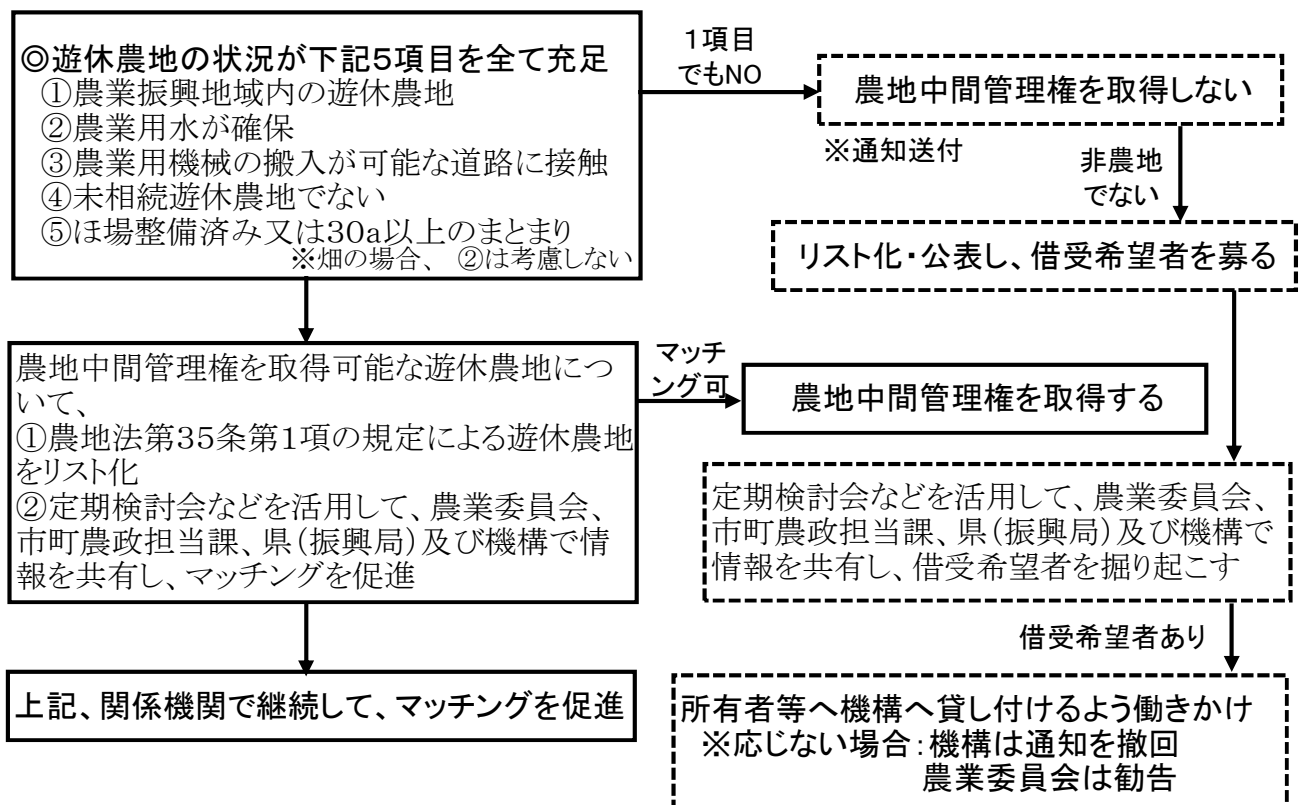 ◎遊休農地の状況が下記5項目を全て充足
①農業振興地域内の遊休農地
②農業用水が確保
③農業用機械の搬入が可能な道路に接触
④未相続遊休農地でない
⑤ほ場整備済み又は30a以上のまとまり
※畑の場合、②は考慮しない
1項目
でもNO
農地中間管理権を取得しない
※通知送付
非農地
でない
リスト化・公表し、借受希望者を募る
農地中間管理権を取得可能な遊休農地につ
いて、
①農地法第35条第1項の規定による遊休農地
をリスト化
②定期検討会などを活用して、農業委員会、
市町農政担当課、県(振興局)及び機構で情
報を共有し、マッチングを促進
マッチ
ング可
農地中間管理権を取得する
定期検討会などを活用して、農業委員会、
市町農政担当課、県(振興局)及び機構で
情報を共有し、借受希望者を掘り起こす
借受希望者あり
上記、関係機関で継続して、マッチングを促進
所有者等へ機構へ貸し付けるよう働きかけ
※応じない場合:機構は通知を撤回
農業委員会は勧告